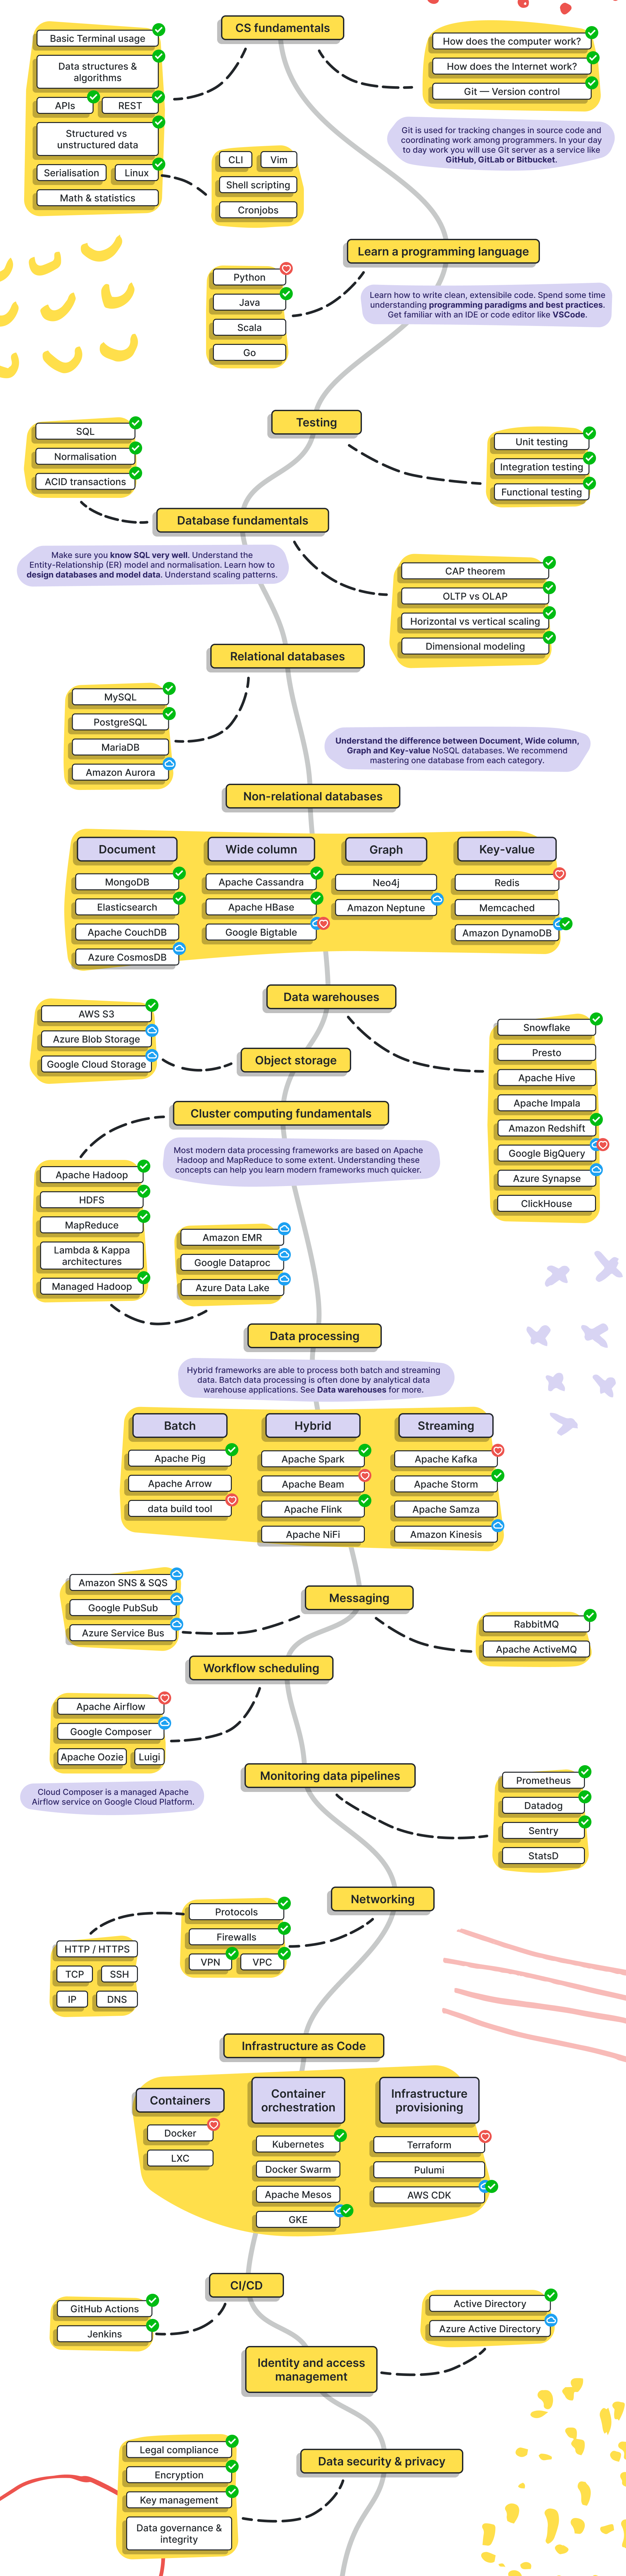 CS fundamentals
Basic Terminal usage
Data structures &
algorithms
APIs
REST
Structured vs
unstructured data
Serialisation
Linux
Math & statistics
CLI
Vim
Shell scripting
Cronjobs
How does the computer work?
How does the Internet work?
Git — Version control
Git is used for tracking changes in source code and
coordinating work among programmers. In your day
to day work you will use Git server as a service like
GitHub, GitLab or Bitbucket.
Learn a programming language
Python
Java
Scala
Go
Learn how to write clean, extensibile code. Spend some time
understanding programming paradigms and best practices.
Get familiar with an IDE or code editor like VSCode.
Testing
Unit testing
Integration testing
Functional testing
SQL
Normalisation
ACID transactions
Database fundamentals
Make sure you know SQL very well. Understand the
Entity-Relationship (ER) model and normalisation. Learn how to
design databases and model data. Understand scaling patterns.
CAP theorem
OLTP vs OLAP
Horizontal vs vertical scaling
Dimensional modeling
Relational databases
MySQL
PostgreSQL
MariaDB
Amazon Aurora
Understand the difference between Document, Wide column,
Graph and Key-value NoSQL databases. We recommend
mastering one database from each category.
Non-relational databases
Document
MongoDB
Elasticsearch
Apache CouchDB
Azure CosmosDB
Wide column
Apache Cassandra
Apache HBase
Google Bigtable
Graph
Neo4j
Amazon Neptune
Key-value
Redis
Memcached
Amazon DynamoDB
Data warehouses
Snowflake
Presto
Apache Hive
Apache Impala
Amazon Redshift
Google BigQuery
Azure Synapse
ClickHouse
Object storage
AWS S3
Azure Blob Storage
Google Cloud Storage
Cluster computing fundamentals
Most modern data processing frameworks are based on Apache
Hadoop and MapReduce to some extent. Understanding these
concepts can help you learn modern frameworks much quicker.
Apache Hadoop
HDFS
MapReduce
Lambda & Kappa
architectures
Managed Hadoop
Amazon EMR
Google Dataproc
Azure Data Lake
Data processing
Hybrid frameworks are able to process both batch and streaming
data. Batch data processing is often done by analytical data
warehouse applications. See Data warehouses for more.
Batch
Apache Pig
Apache Arrow
data build tool
Hybrid
Apache Spark
Apache Beam
Apache Flink
Apache NiFi
Streaming
Apache Kafka
Apache Storm
Apache Samza
Amazon Kinesis
Messaging
Amazon SNS & SQS
Google PubSub
Azure Service Bus
RabbitMQ
Apache ActiveMQ
Workflow scheduling
Apache Airflow
Google Composer
Apache Oozie
Luigi
Cloud Composer is a managed Apache
Airflow service on Google Cloud Platform.
Monitoring data pipelines
Prometheus
Datadog
Sentry
StatsD
Networking
Protocols
Firewalls
VPN
VPC
HTTP / HTTPS
TCP
SSH
IP
DNS
Infrastructure as Code
Containers
Docker
LXC
Container
orchestration
Kubernetes
Docker Swarm
Apache Mesos
GKE
Infrastructure
provisioning
Terraform
Pulumi
AWS CDK
CI/CD
GitHub Actions
Jenkins
Identity and access
management
Active Directory
Azure Active Directory
Data security & privacy
Legal compliance
Encryption
Key management
Data governance &
integrity